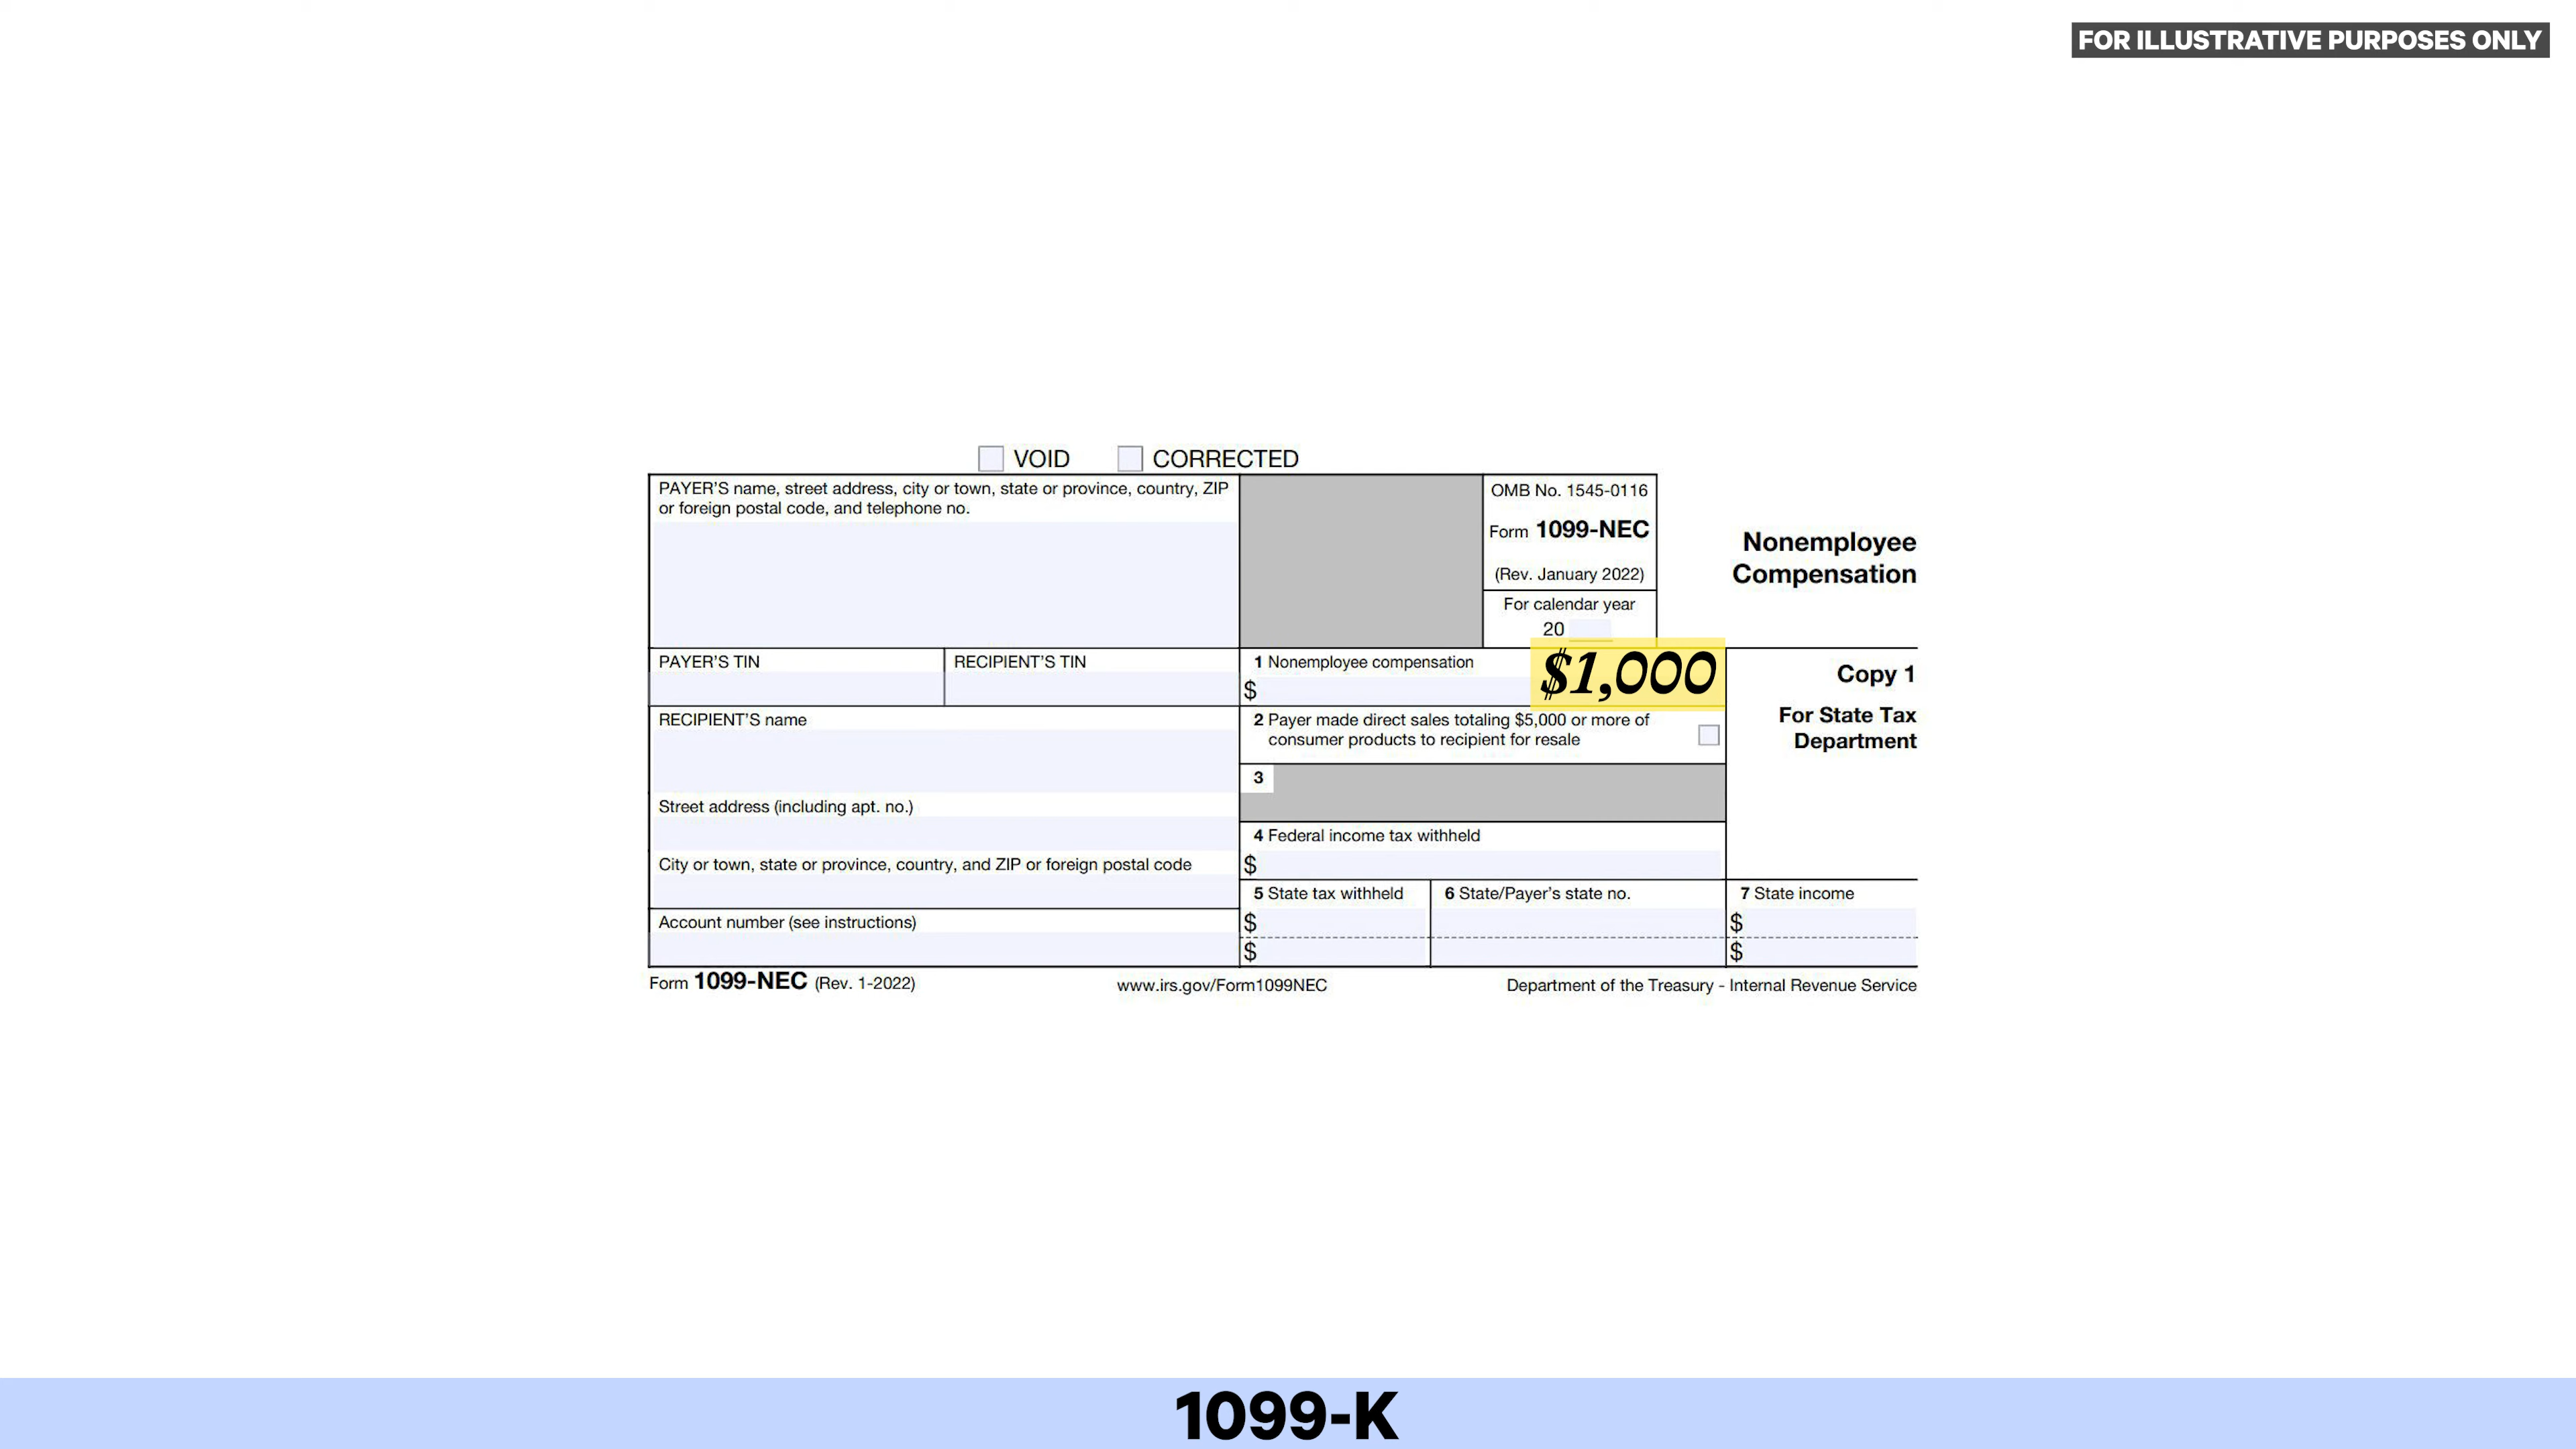 FOR ILLUSTRATIVE PURPOSES ONLY
VOID CORRECTED
PAYER'S name, street address, city or town, state or province, country, ZIP
or foreign postal code, and telephone no.
OMB No. 1545-0116
Form 1099-NEC
(Rev. January 2022)
For calendar year
20
Nonemployee
Compensation
PAYER'S TIN
RECIPIENT'S TIN
1 Nonemployee compensation
$
$1,000
Copy 1
For State Tax
Department
RECIPIENT'S name
2 Payer made direct sales totaling $5,000 or more of
consumer products to recipient for resale
3
Street address (including apt. no.)
4 Federal income tax withheld
$
City or town, state or province, country, and ZIP or foreign postal code
5 State tax withheld
$
$
6 State/Payer's state no.
7 State income
$
$
Account number (see instructions)
Form 1099-NEC (Rev. 1-2022)
www.irs.gov/Form1099NEC
Department of the Treasury - Internal Revenue Service
1099-K